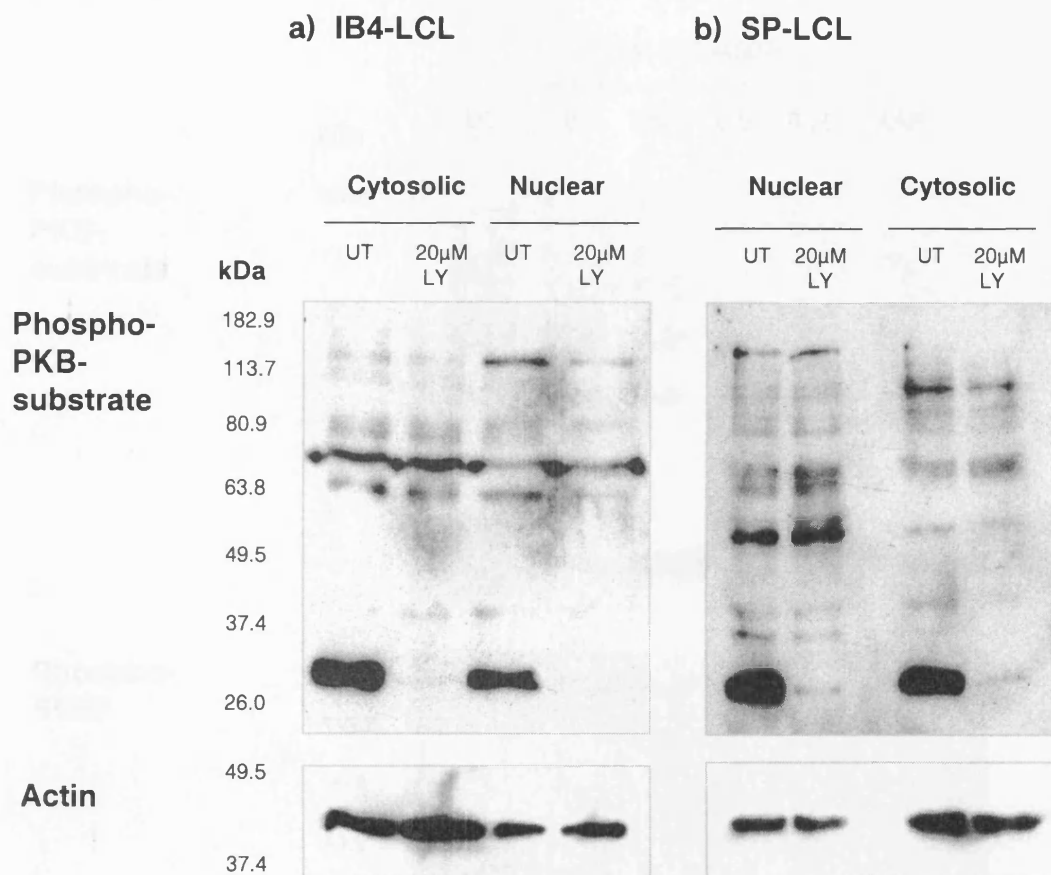 a) IB4-LCL
b) SP-LCL
Cytosolic Nuclear
Nuclear Cytosolic
UT 20µM LY UT 20µM LY
UT 20µM LY UT 20µM LY
kDa
Phospho-
PKB-
substrate
182.9
113.7
80.9
63.8
49.5
37.4
26.0
Actin
49.5
37.4